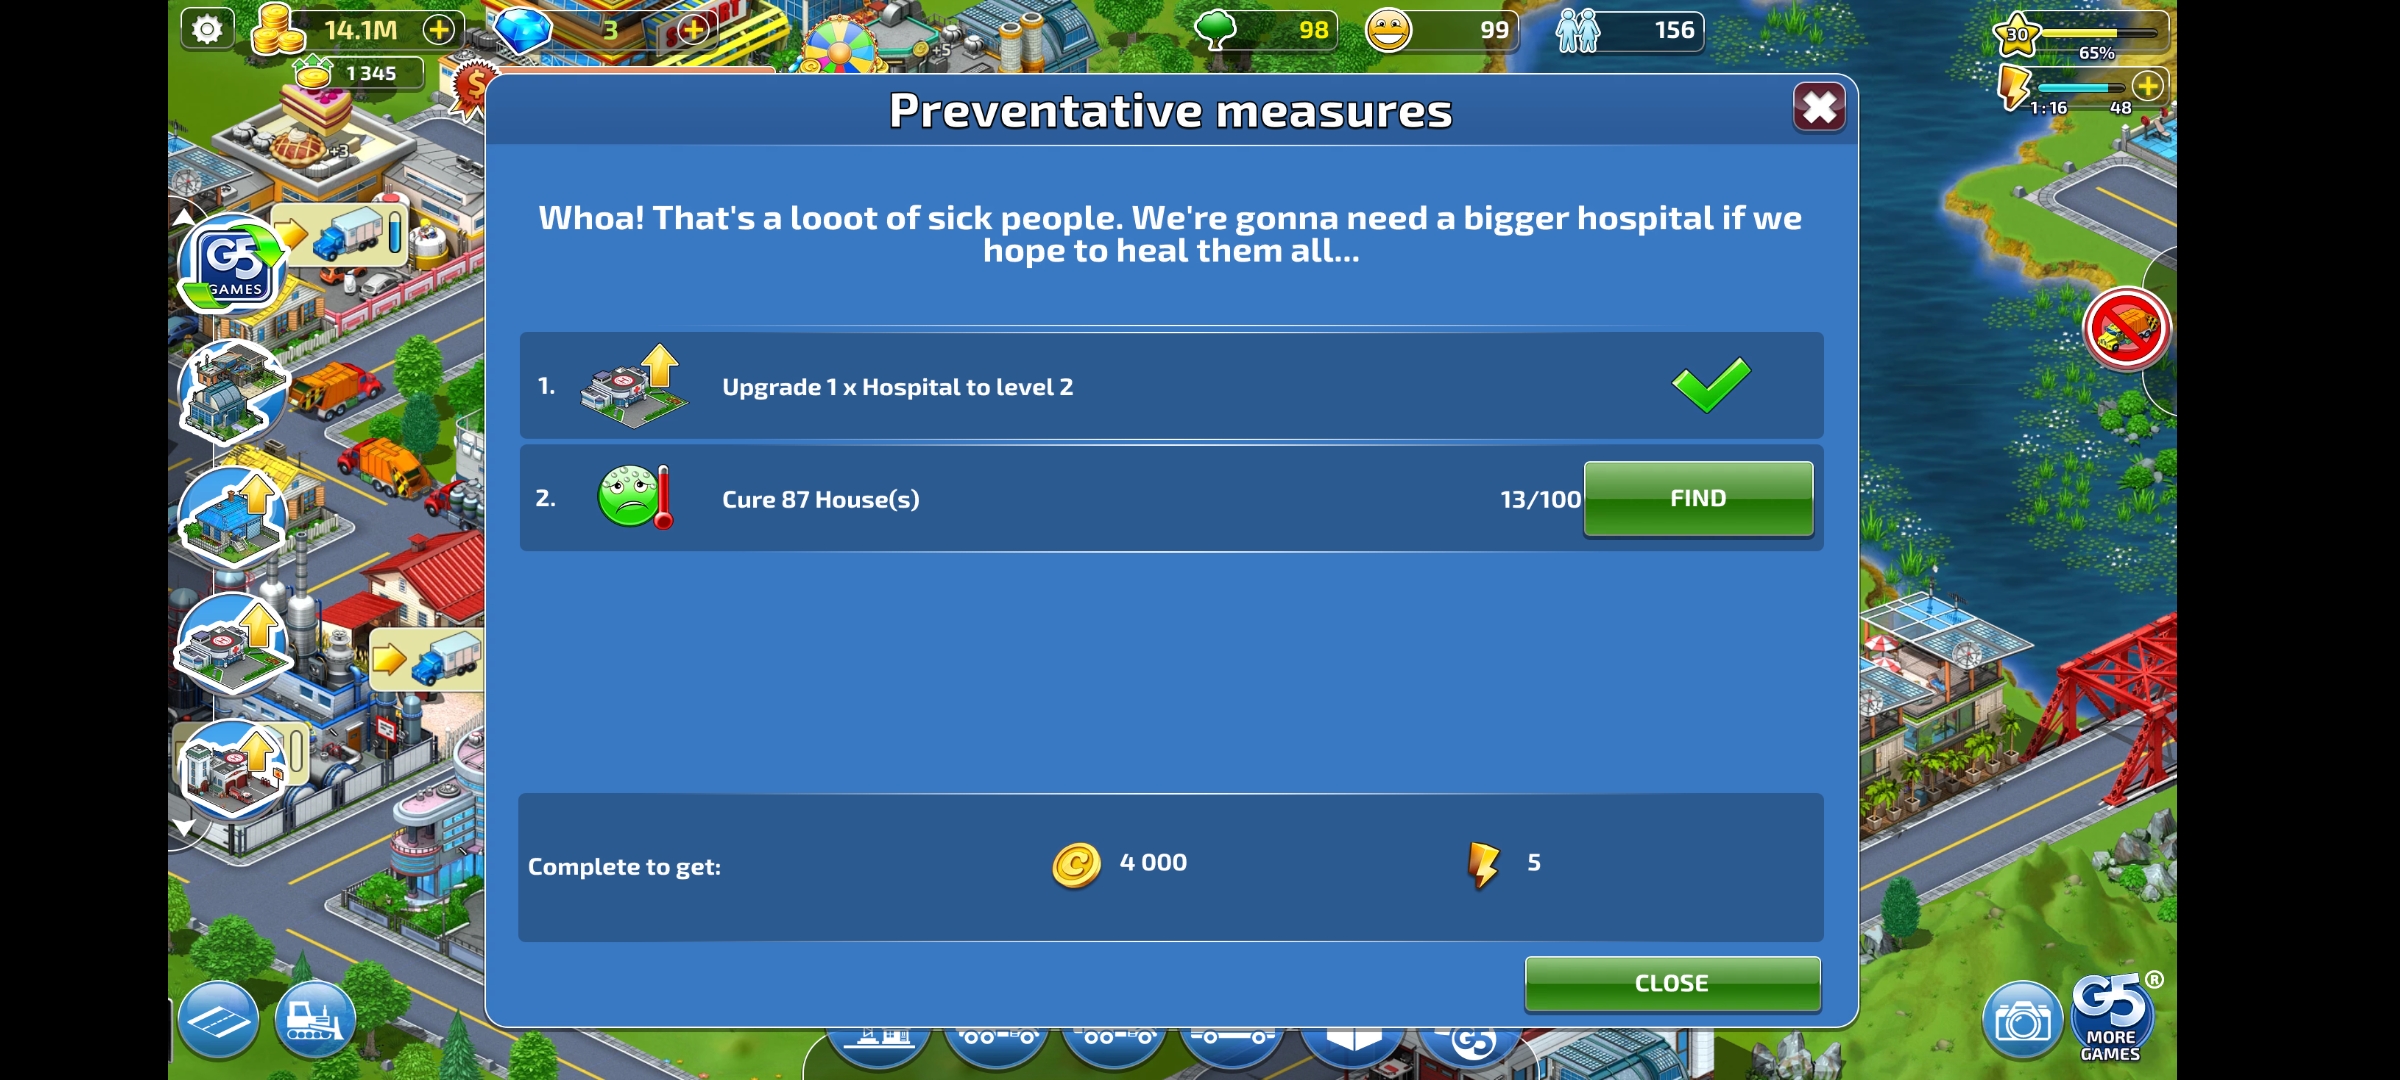 14.1M
3
98
99
156
30
65%
1 345
1:16
48
+5
+3
Preventative measures
Whoa! That's a looot of sick people. We're gonna need a bigger hospital if we
hope to heal them all...
1.
Upgrade 1 x Hospital to level 2
2.
Cure 87 House(s)
13/100
FIND
Complete to get:
4 000
5
CLOSE
G5
GAMES
G5
G5 ®
MORE
GAMES